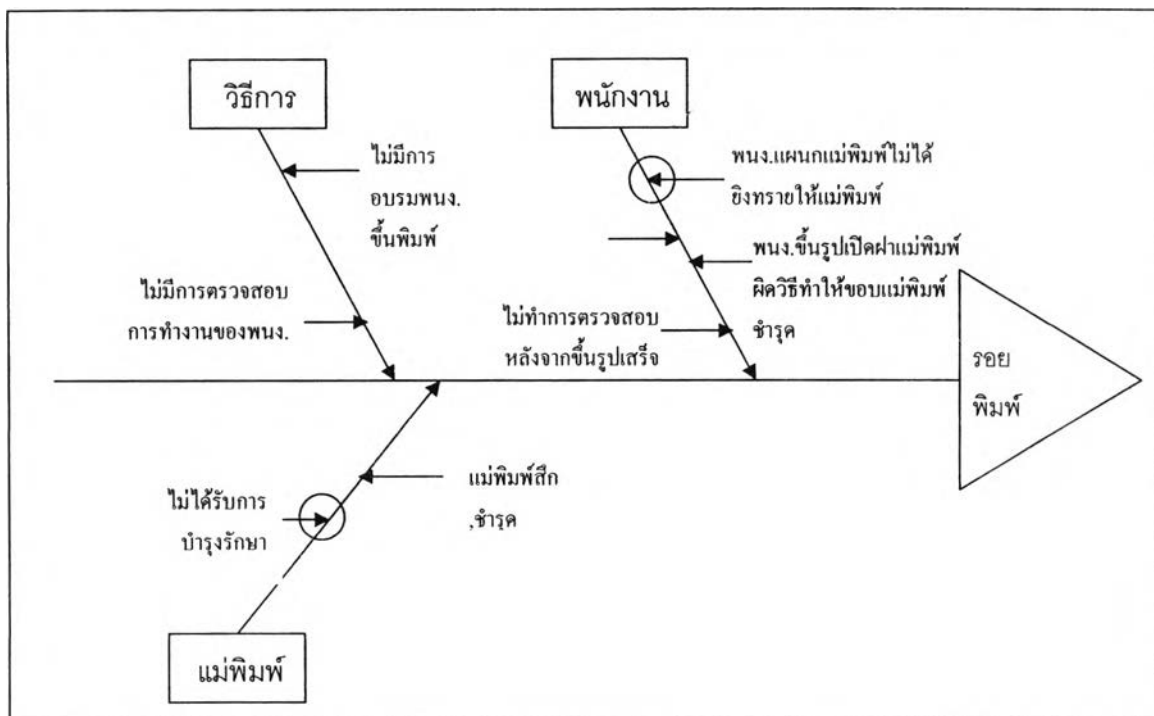 วิธีการ
พนักงาน
ไม่มีการ
อบรมพนง.
ขึ้นพิมพ์
พนง.แผนกแม่พิมพ์ไม่ได้
ยิงทรายให้แม่พิมพ์
ไม่มีการตรวจสอบ
การทำงานของพนง.
พนง.ขึ้นรูปเปิดฝาแม่พิมพ์
ผิดวิธีทำให้ขอบแม่พิมพ์
ชำรุด
ไม่ทำการตรวจสอบ
หลังจากขึ้นรูปเสร็จ
รอย
พิมพ์
ไม่ได้รับการ
บำรุงรักษา
แม่พิมพ์สึก
,ชำรุด
แม่พิมพ์